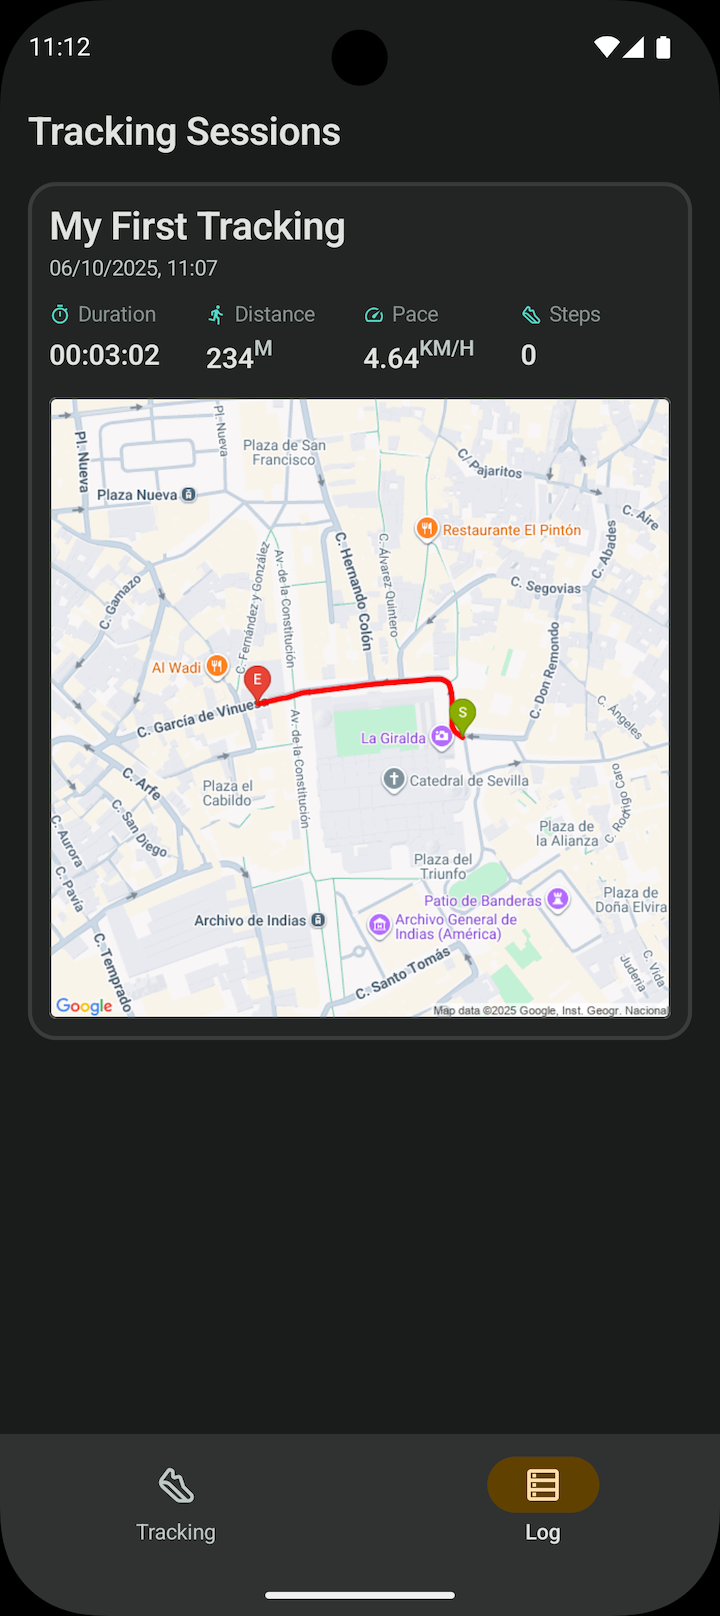 11:12
Tracking Sessions
My First Tracking
06/10/2025, 11:07
Duration
Distance
Pace
Steps
00:03:02
234M
4.64KM/H
0
Pl. Nueva
Pl. Nueva
Plaza de San
Francisco
C/ Pajaritos
Plaza Nueva
C. Aire
Restaurante El Pintón
C. Abades
C. Hernando Colón
C. Álvarez Quintero
C. Fernández y González
Av. de la Constitución
C. Gamazo
C. Segovias
C. Don Remondo
Al Wadi
E
C. García de Vinuesa
S
La Giralda
C. Ángeles
Av. de la Constitución
C. Arfe
Plaza el
Cabildo
Catedral de Sevilla
C. Rodrigo Caro
C. San Diego
C. Aurora
Plaza de
la Alianza
Plaza del
Triunfo
C. Pavía
Patio de Banderas
Plaza de
Doña Elvira
Archivo de Indias
Archivo General de
Indias (América)
C. Temprado
C. Santo Tomás
Judería
C. Vida
Google
Map data ©2025 Google, Inst. Geogr. Nacional
Tracking
Log